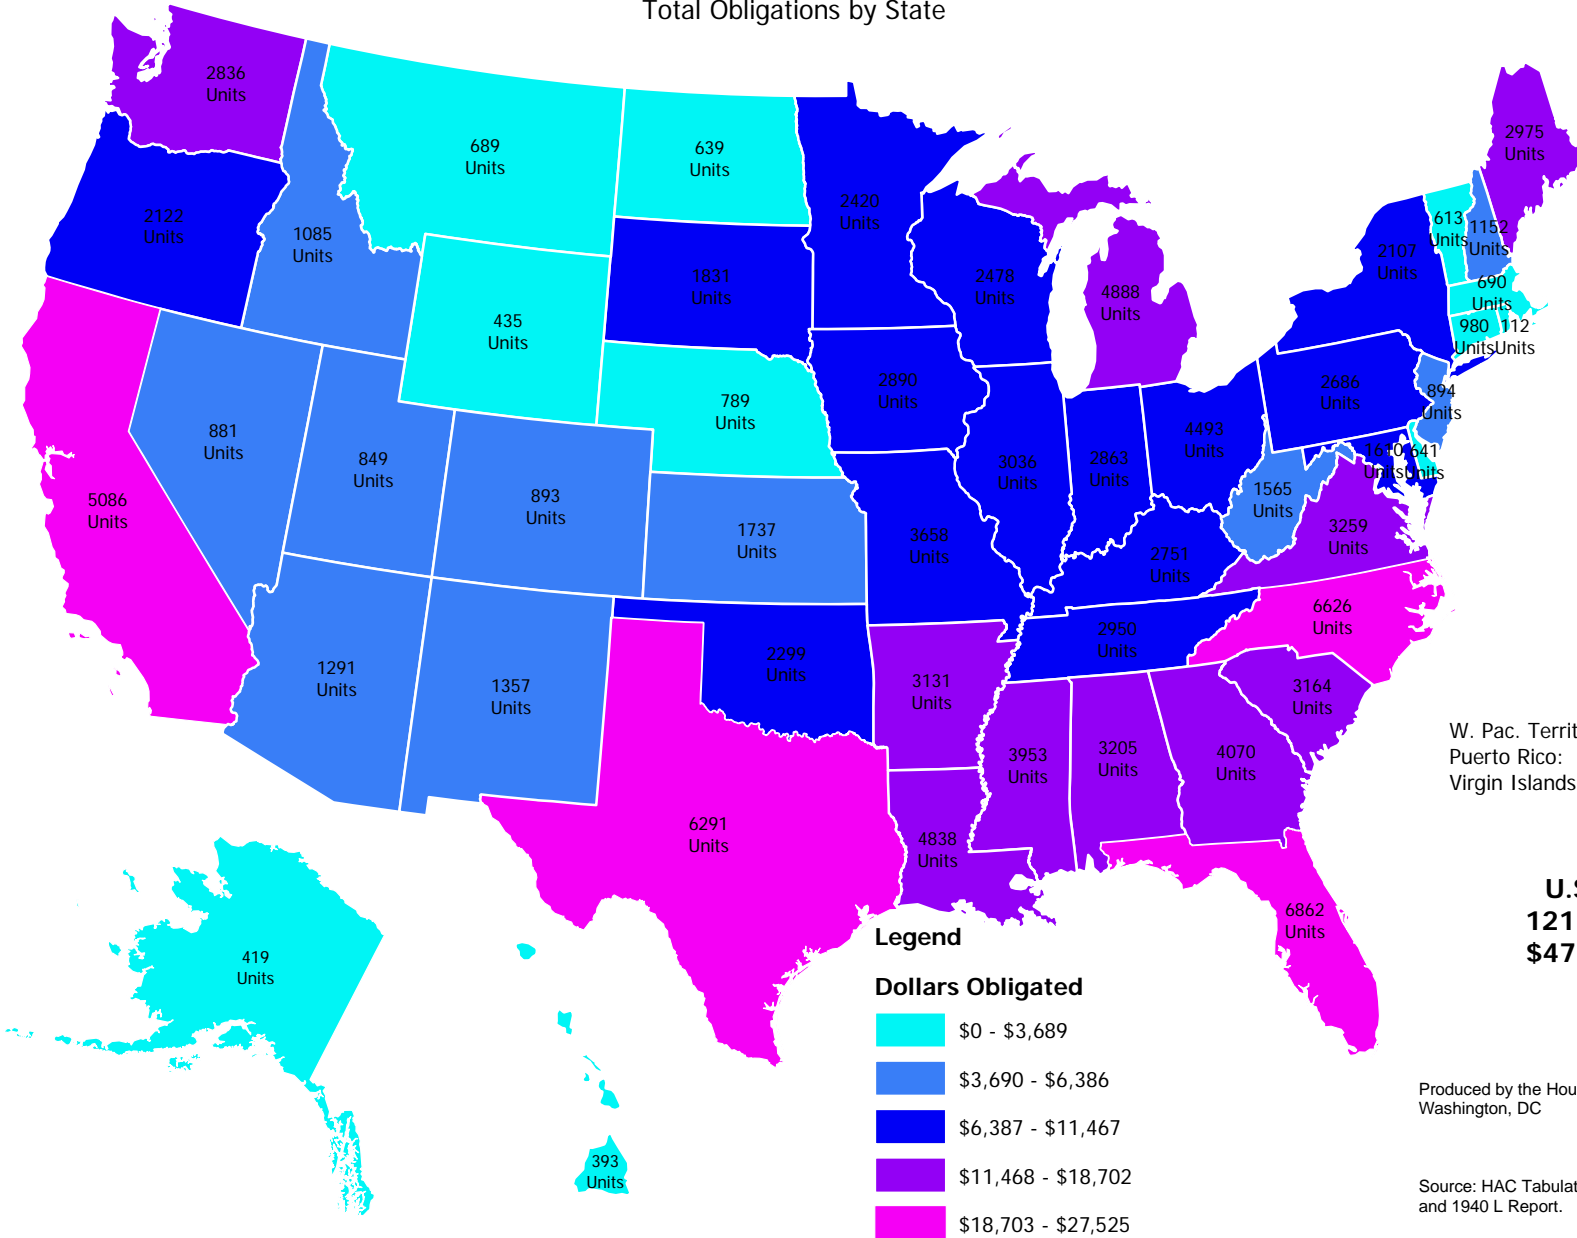 Total Obligations by State
2836
Units
2122
Units
1085
Units
689
Units
639
Units
2420
Units
2975
Units
613
Units
1152
Units
2107
Units
690
Units
980
Units
112
Units
435
Units
1831
Units
2478
Units
4888
Units
2890
Units
789
Units
2686
Units
894
Units
881
Units
849
Units
893
Units
1737
Units
3658
Units
3036
Units
2863
Units
4493
Units
1610
Units
641
Units
1565
Units
3259
Units
5086
Units
2751
Units
6626
Units
2950
Units
1291
Units
1357
Units
2299
Units
3131
Units
3164
Units
3953
Units
3205
Units
4070
Units
6291
Units
4838
Units
6862
Units
419
Units
393
Units
W. Pac. Territ
Puerto Rico:
Virgin Islands
U.S
121
$47
Legend
Dollars Obligated
$0 - $3,689
$3,690 - $6,386
$6,387 - $11,467
$11,468 - $18,702
$18,703 - $27,525
Produced by the Hou
Washington, DC
Source: HAC Tabulat
and 1940 L Report.